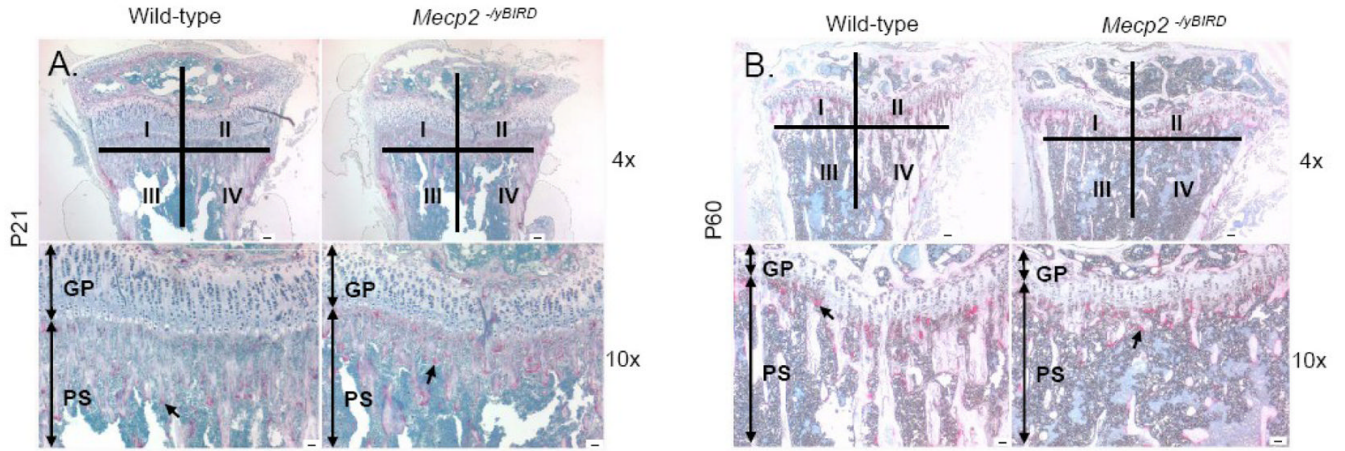 Wild-type Mecp2 -/yBIRD
A.
I II
III IV
I II
III IV
4x
P21
GP
PS
GP
PS
10x
Wild-type Mecp2 -/yBIRD
B.
I II
III IV
I II
III IV
4x
P60
GP
PS
GP
PS
10x